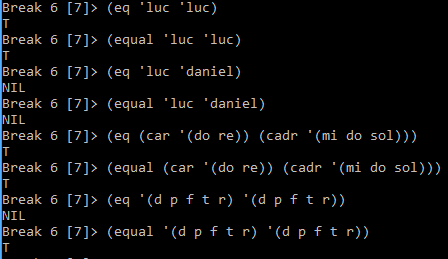 Break 6 [7]> (eq 'luc 'luc)
T
Break 6 [7]> (equal 'luc 'luc)
T
Break 6 [7]> (eq 'luc 'daniel)
NIL
Break 6 [7]> (equal 'luc 'daniel)
NIL
Break 6 [7]> (eq (car '(do re)) (cadr '(mi do sol)))
T
Break 6 [7]> (equal (car '(do re)) (cadr '(mi do sol)))
T
Break 6 [7]> (eq '(d p f t r) '(d p f t r))
NIL
Break 6 [7]> (equal '(d p f t r) '(d p f t r))
T